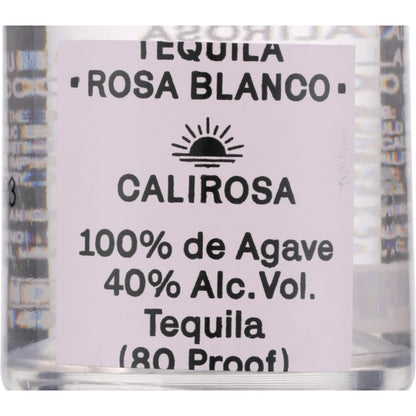 TEQUILA
·ROSA BLANCO·
CALIROSA
100% de Agave
40% Alc.Vol.
Tequila
(80 Proof)